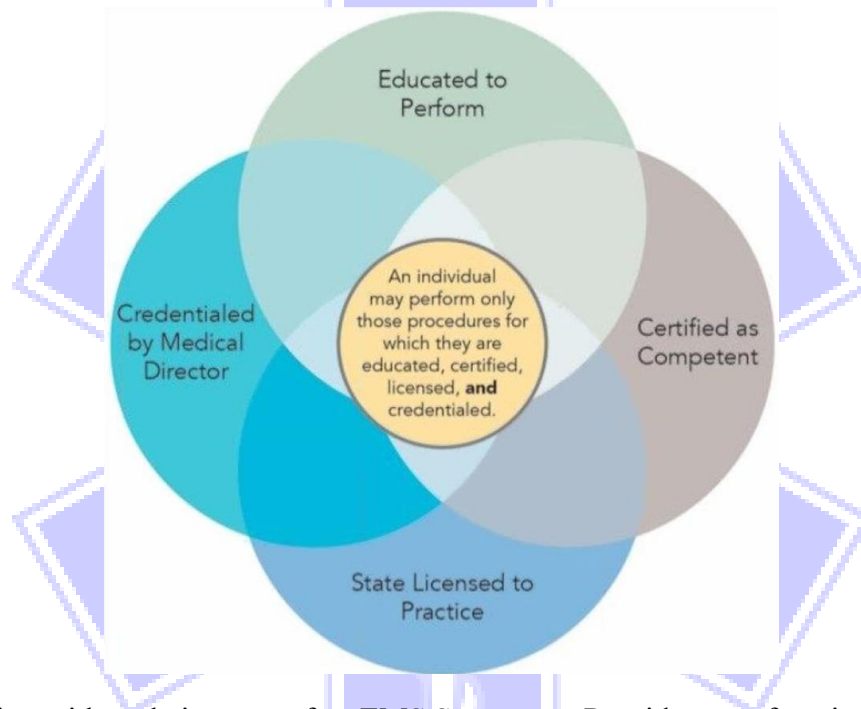 Educated to
Perform
Credentialed
by Medical
Director
An individual
may perform only
those procedures for
which they are
educated, certified,
licensed, and
credentialed.
Certified as
Competent
State Licensed to
Practice